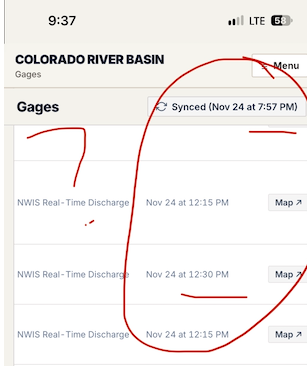 9:37 LTE 58
COLORADO RIVER BASIN
Gages
Menu
Gages
Synced (Nov 24 at 7:57 PM)
?
NWIS Real-Time Discharge Nov 24 at 12:15 PM Map ↗
NWIS Real-Time Discharge Nov 24 at 12:30 PM Map ↗
NWIS Real-Time Discharge Nov 24 at 12:15 PM Map ↗